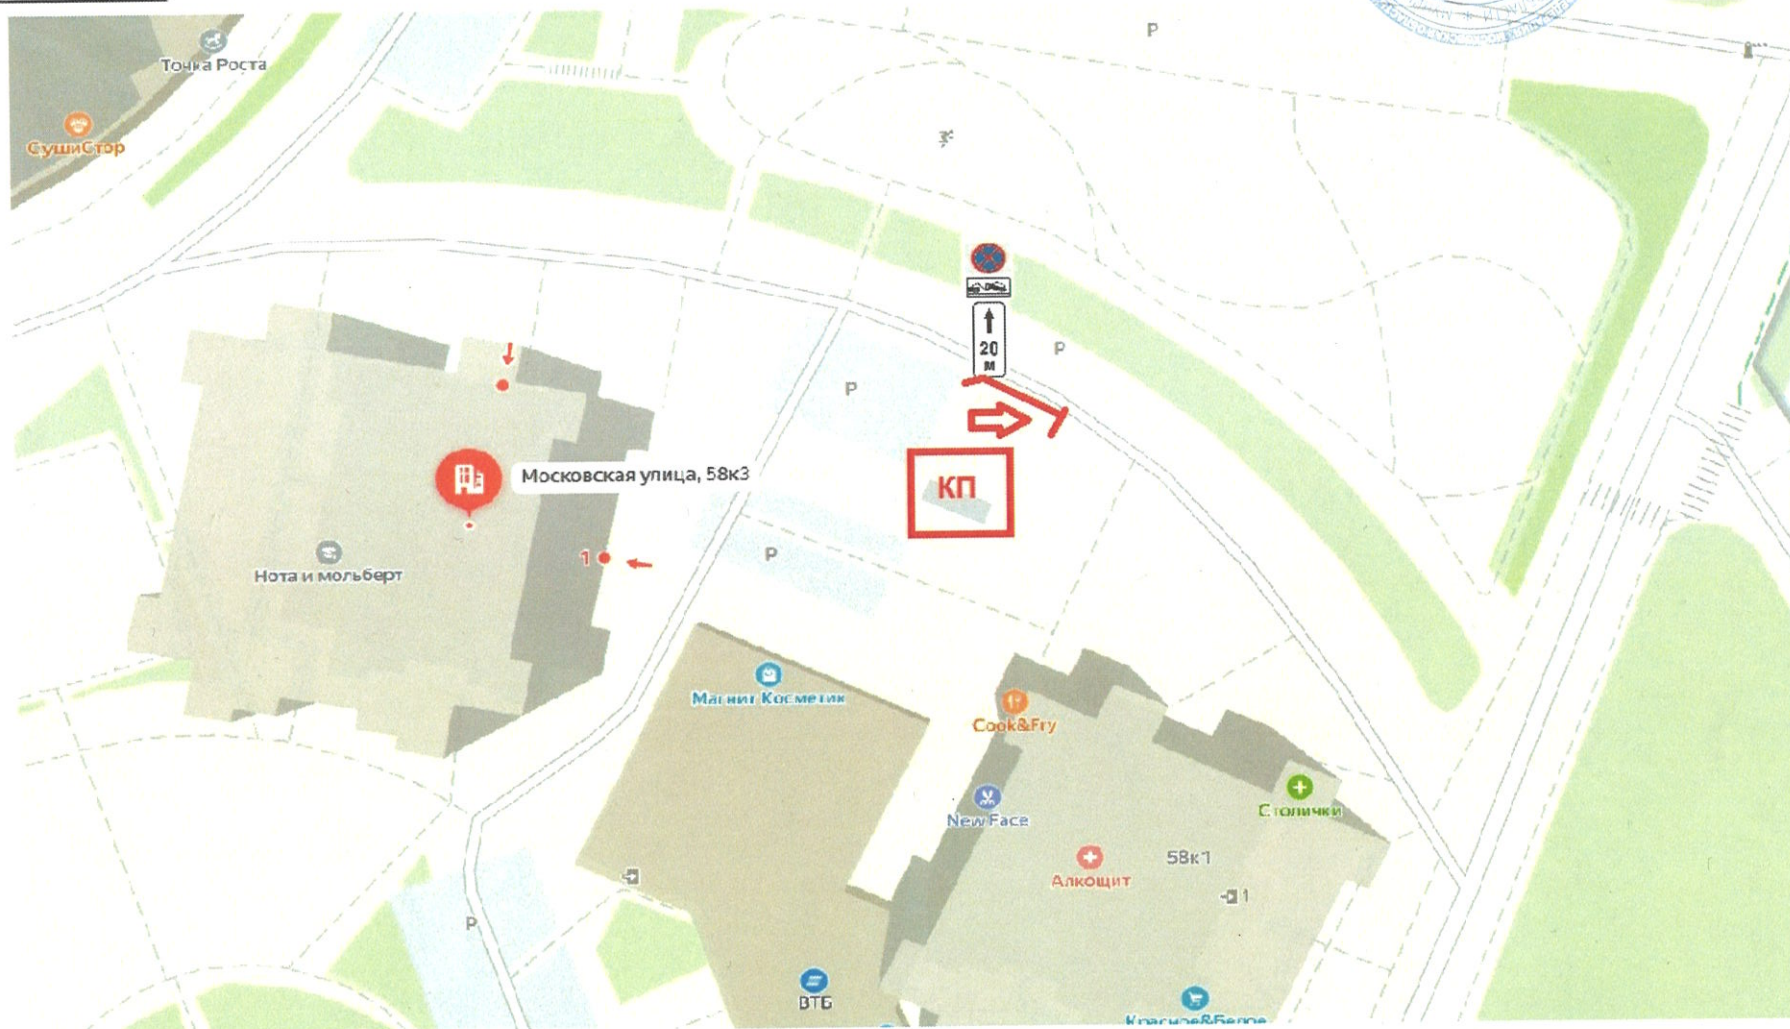 Точка Роста
P
СушиСтор
20
м
P
P
Московская улица, 58к3
КП
1
P
Нота и мольберт
Магнит Косметик
Cook&Fry
New Face
Столички
58к1
Алкощит
1
P
ВТБ
Красное&Белое